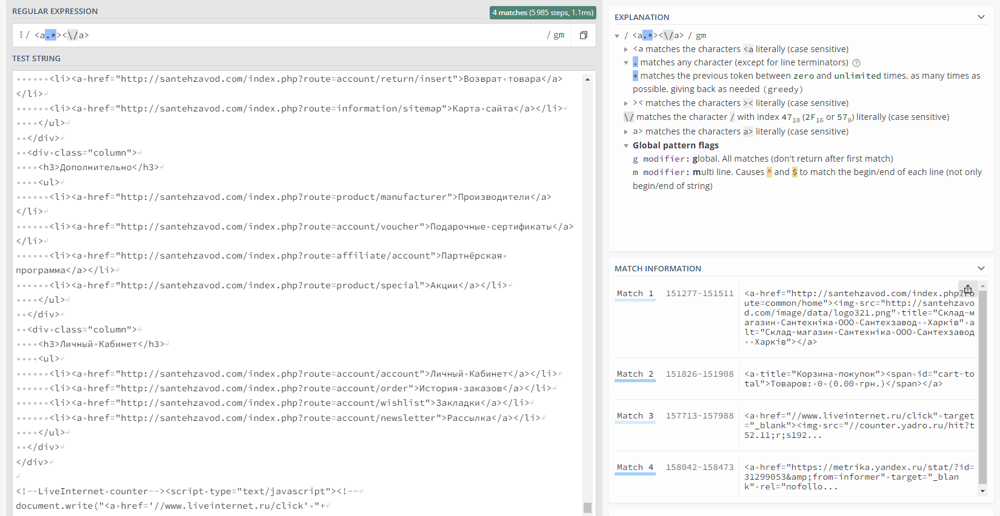 REGULAR EXPRESSION
4 matches (5 985 steps, 1.1ms)
/ <a.*><\/a>
/ gm
TEST STRING
······<li><a·href="http://santehzavod.com/index.php?route=account/return/insert">Возврат·товара</a>
</li>↵
······<li><a·href="http://santehzavod.com/index.php?route=information/sitemap">Карта·сайта</a></li>↵
····</ul>↵
··</div>↵
··<div·class="column">↵
····<h3>Дополнительно</h3>↵
····<ul>↵
······<li><a·href="http://santehzavod.com/index.php?route=product/manufacturer">Производители</a>
</li>↵
······<li><a·href="http://santehzavod.com/index.php?route=account/voucher">Подарочные·сертификаты</a>
</li>↵
······<li><a·href="http://santehzavod.com/index.php?route=affiliate/account">Партнёрская·
программа</a></li>↵
······<li><a·href="http://santehzavod.com/index.php?route=product/special">Акции</a></li>↵
····</ul>↵
··</div>↵
··<div·class="column">↵
····<h3>Личный·Кабинет</h3>↵
····<ul>↵
······<li><a·href="http://santehzavod.com/index.php?route=account/account">Личный·Кабинет</a></li>↵
······<li><a·href="http://santehzavod.com/index.php?route=account/order">История·заказов</a></li>↵
······<li><a·href="http://santehzavod.com/index.php?route=account/wishlist">Закладки</a></li>↵
······<li><a·href="http://santehzavod.com/index.php?route=account/newsletter">Рассылка</a></li>↵
····</ul>↵
··</div>↵
</div>↵
↵
<!--LiveInternet·counter--><script·type="text/javascript"><!--↵
document.write("<a·href='//www.liveinternet.ru/click'·"+↵
EXPLANATION
/ <a.*><\/a> / gm
<a matches the characters <a literally (case sensitive)
. matches any character (except for line terminators)
* matches the previous token between zero and unlimited times, as many times as
possible, giving back as needed (greedy)
>< matches the characters >< literally (case sensitive)
\/ matches the character / with index 47₁₀ (2F₁₆ or 57₈) literally (case sensitive)
a> matches the characters a> literally (case sensitive)
Global pattern flags
g modifier: global. All matches (don't return after first match)
m modifier: multi line. Causes ^ and $ to match the begin/end of each line (not only
begin/end of string)
MATCH INFORMATION
Match 1 151277-151511
<a·href="http://santehzavod.com/index.php?ro
ute=common/home"><img·src="http://santehzavo
d.com/image/data/logo321.png"·title="Склад-м
агазин·Сантехніка·ООО·Сантехзавод··Харків"·a
lt="Склад-магазин·Сантехніка·ООО·Сантехзавод
··Харків"></a>
Match 2 151826-151908
<a·title="Корзина·покупок"><span·id="cart-to
tal">Товаров:·0·(0.00·грн.)</span></a>
Match 3 157713-157988
<a·href="//www.liveinternet.ru/click"·target
="_blank"><img·src="//counter.yadro.ru/hit?t
52.11;r;s192...
Match 4 158042-158473
<a·href="https://metrika.yandex.ru/stat/?id=
31299053&amp;from=informer"·target="_blan
k"·rel="nofollo...